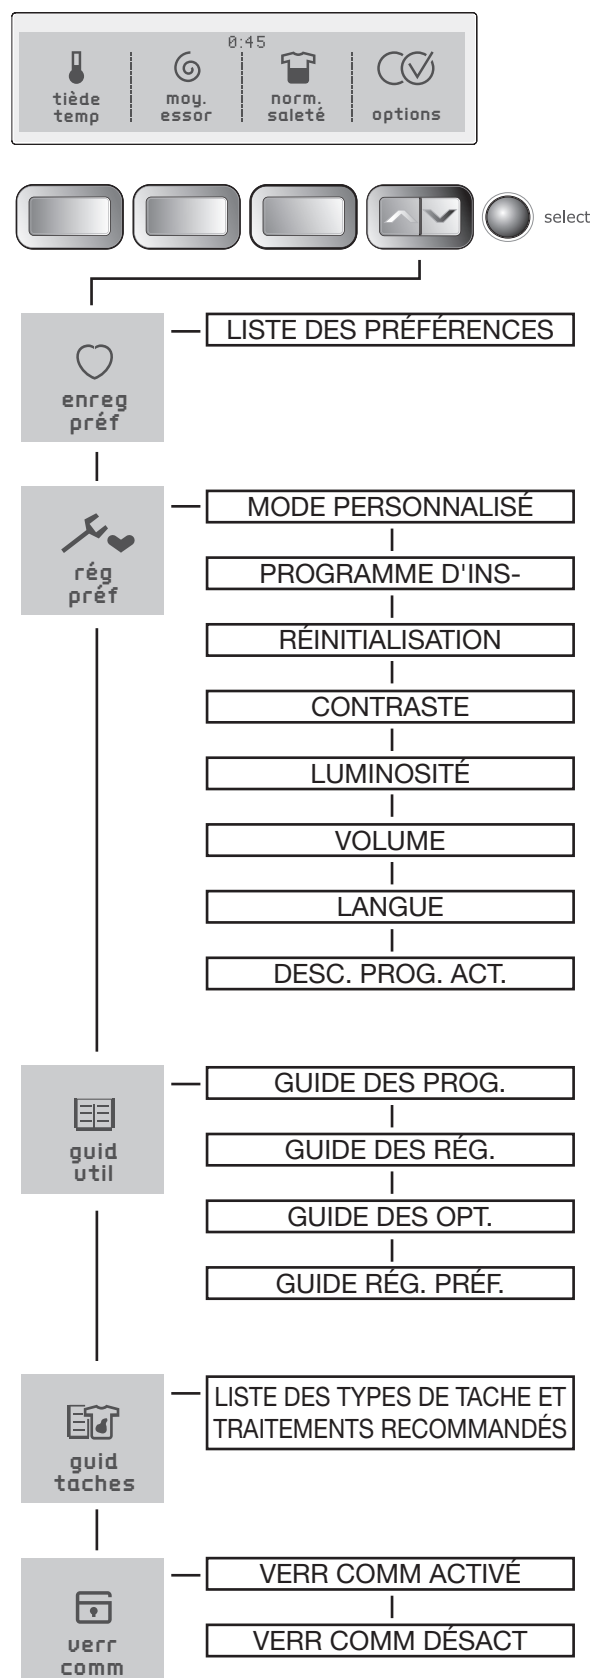 0:45
tiède
temp
moy.
essor
norm.
saleté
options
select
enreg
préf
LISTE DES PRÉFÉRENCES
rég
préf
MODE PERSONNALISÉ
PROGRAMME D'INS-
RÉINITIALISATION
CONTRASTE
LUMINOSITÉ
VOLUME
LANGUE
DESC. PROG. ACT.
guid
util
GUIDE DES PROG.
GUIDE DES RÉG.
GUIDE DES OPT.
GUIDE RÉG. PRÉF.
guid
taches
LISTE DES TYPES DE TACHE ET
TRAITEMENTS RECOMMANDÉS
verr
comm
VERR COMM ACTIVÉ
VERR COMM DÉSACT